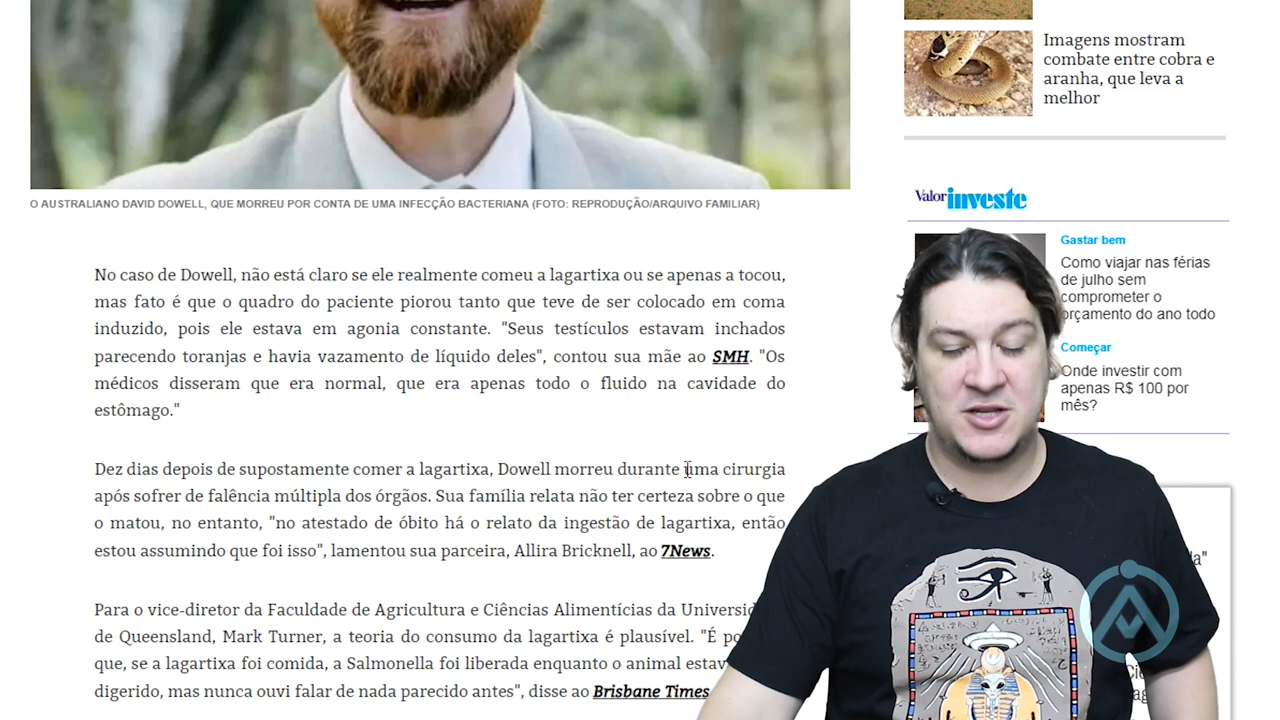 Imagens mostram
combate entre cobra e
aranha, que leva a
melhor
O AUSTRALIANO DAVID DOWELL, QUE MORREU POR CONTA DE UMA INFECÇÃO BACTERIANA (FOTO: REPRODUÇÃO/ARQUIVO FAMILIAR)
Valor investe
Gastar bem
Como viajar nas férias
de julho sem
comprometer o
orçamento do ano todo
Começar
Onde investir com
apenas R$ 100 por
mês?
No caso de Dowell, não está claro se ele realmente comeu a lagartixa ou se apenas a tocou,
mas fato é que o quadro do paciente piorou tanto que teve de ser colocado em coma
induzido, pois ele estava em agonia constante. "Seus testículos estavam inchados
parecendo toranjas e havia vazamento de líquido deles", contou sua mãe ao SMH. "Os
médicos disseram que era normal, que era apenas todo o fluido na cavidade do
estômago."
Dez dias depois de supostamente comer a lagartixa, Dowell morreu durante uma cirurgia
após sofrer de falência múltipla dos órgãos. Sua família relata não ter certeza sobre o que
o matou, no entanto, "no atestado de óbito há o relato da ingestão de lagartixa, então
estou assumindo que foi isso", lamentou sua parceira, Allira Bricknell, ao 7News.
Para o vice-diretor da Faculdade de Agricultura e Ciências Alimentícias da
de Queensland, Mark Turner, a teoria do consumo da lagartixa é plausível. "É
que, se a lagartixa foi comida, a Salmonella foi liberada enquanto o animal
digerido, mas nunca ouvi falar de nada parecido antes", disse ao Brisbane Times